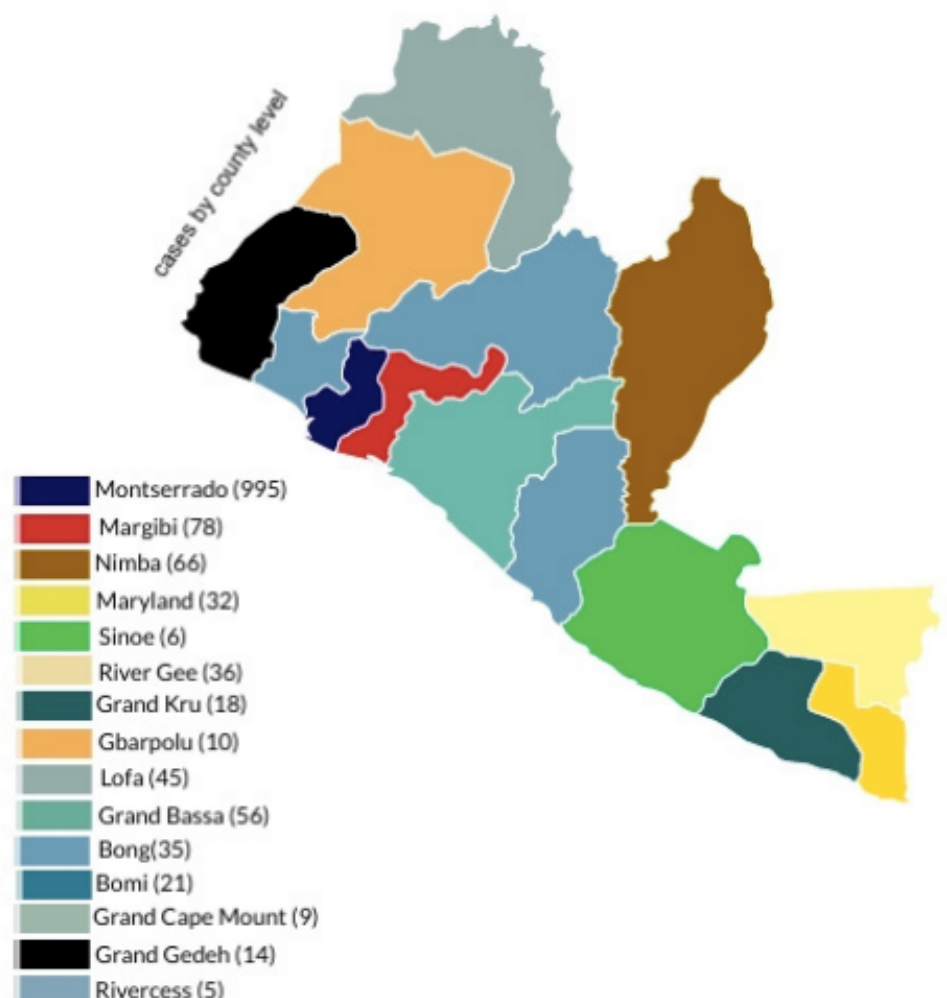 cases by county level
Montserrado (995)
Margibi (78)
Nimba (66)
Maryland (32)
Sinoe (6)
River Gee (36)
Grand Kru (18)
Gbarpolu (10)
Lofa (45)
Grand Bassa (56)
Bong(35)
Bomi (21)
Grand Cape Mount (9)
Grand Gedeh (14)
Rivercess (5)